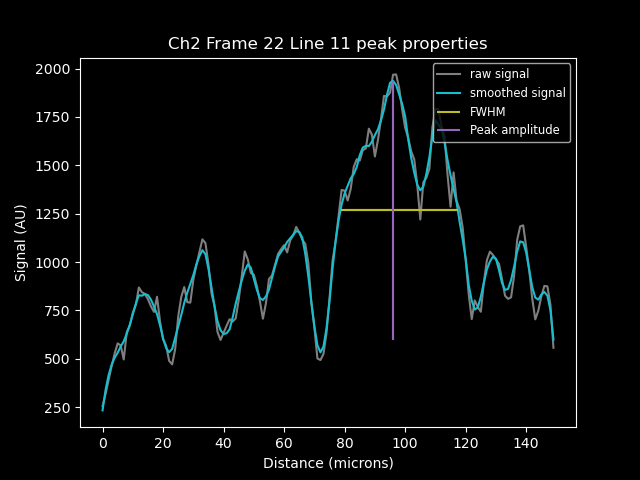 Ch2 Frame 22 Line 11 peak properties
raw signal
smoothed signal
FWHM
Peak amplitude
Signal (AU)
2000
1750
1500
1250
1000
750
500
250
0 20 40 60 80 100 120 140
Distance (microns)